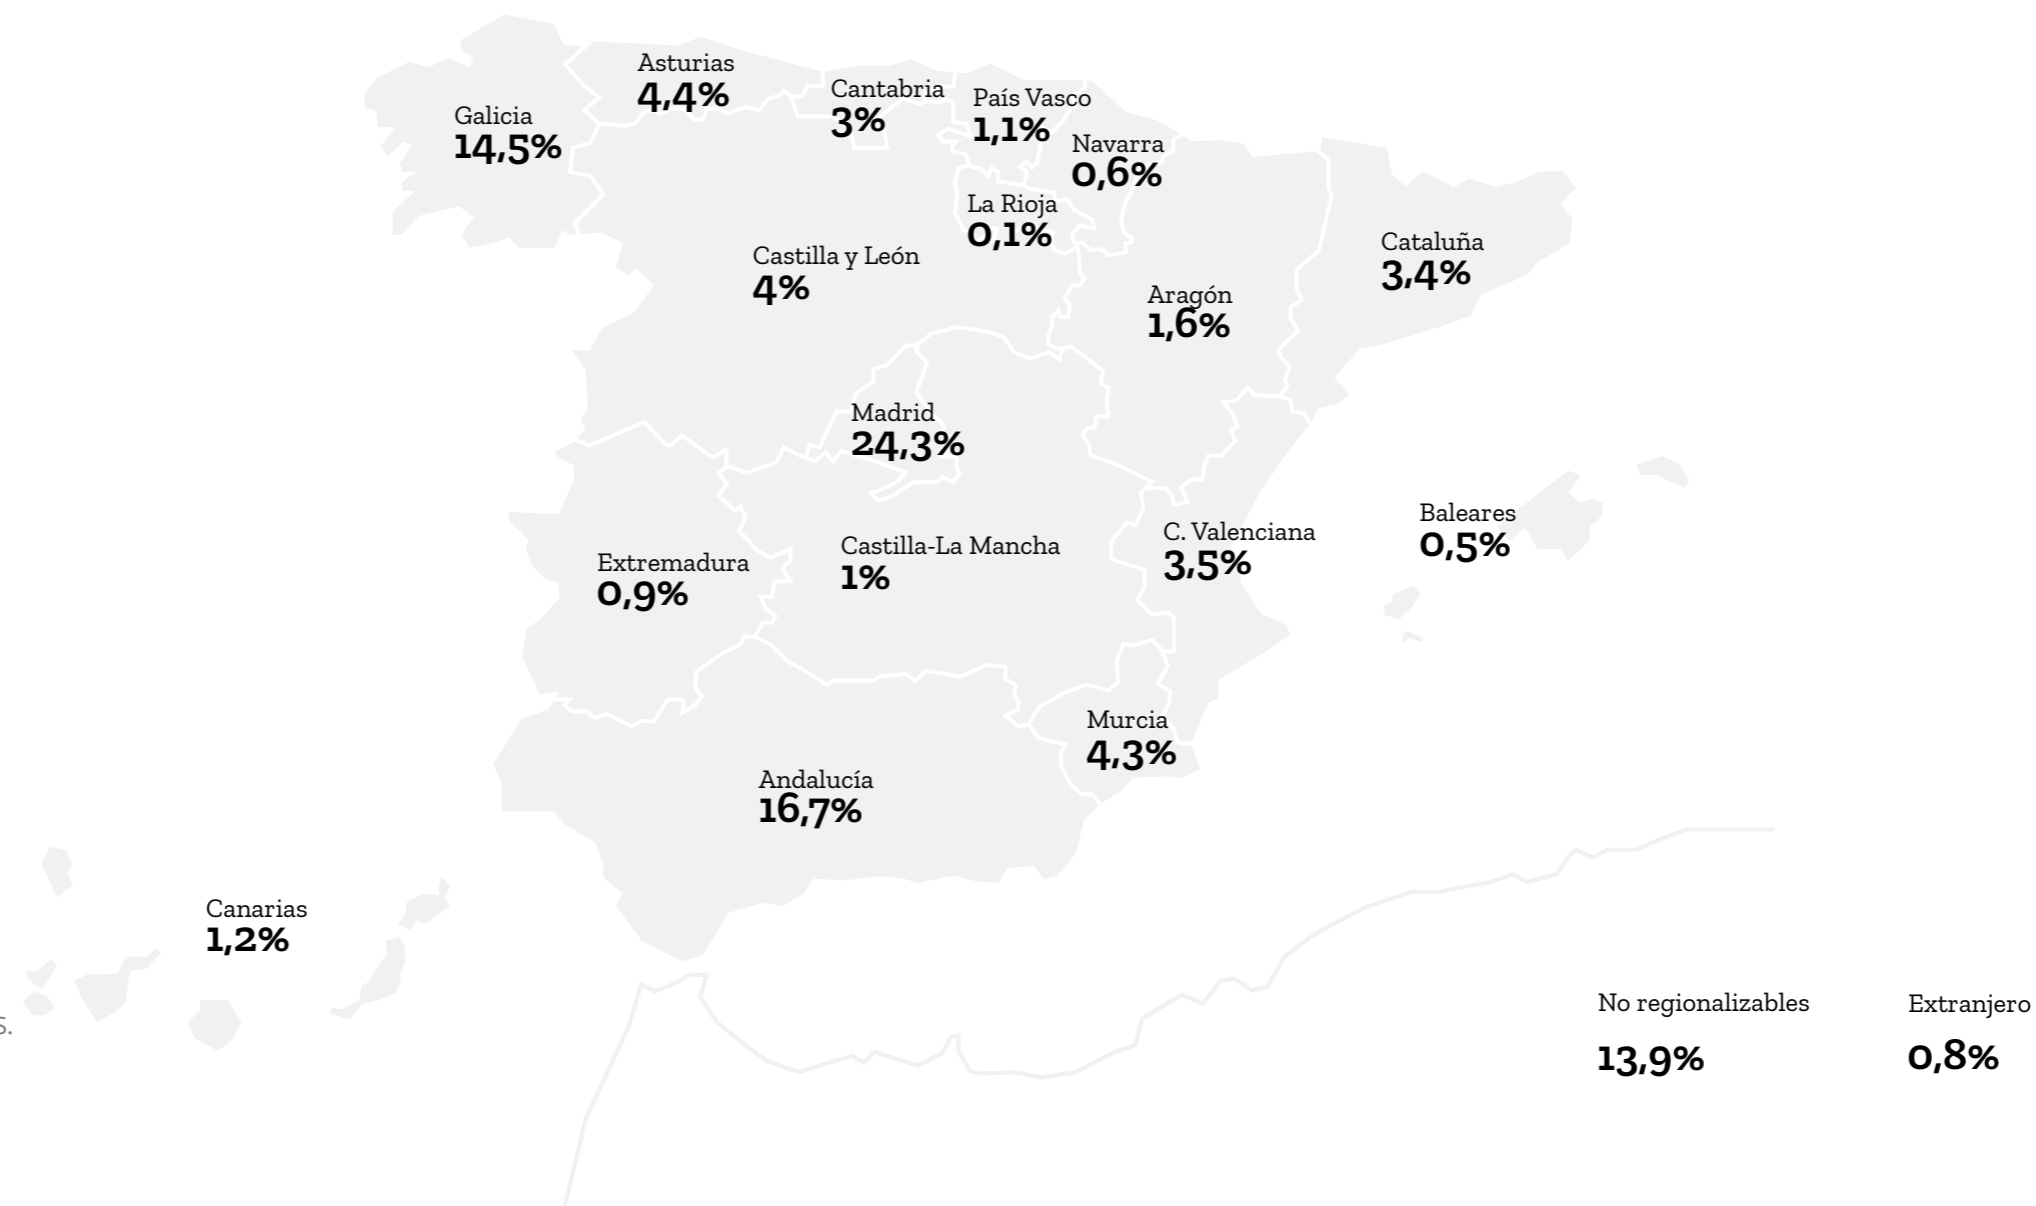 Asturias
4,4%
Cantabria
3%
País Vasco
1,1%
Galicia
14,5%
Navarra
0,6%
La Rioja
0,1%
Castilla y León
4%
Cataluña
3,4%
Aragón
1,6%
Madrid
24,3%
Baleares
0,5%
C. Valenciana
3,5%
Castilla-La Mancha
1%
Extremadura
0,9%
Murcia
4,3%
Andalucía
16,7%
Canarias
1,2%
s.
No regionalizables
13,9%
Extranjero
0,8%